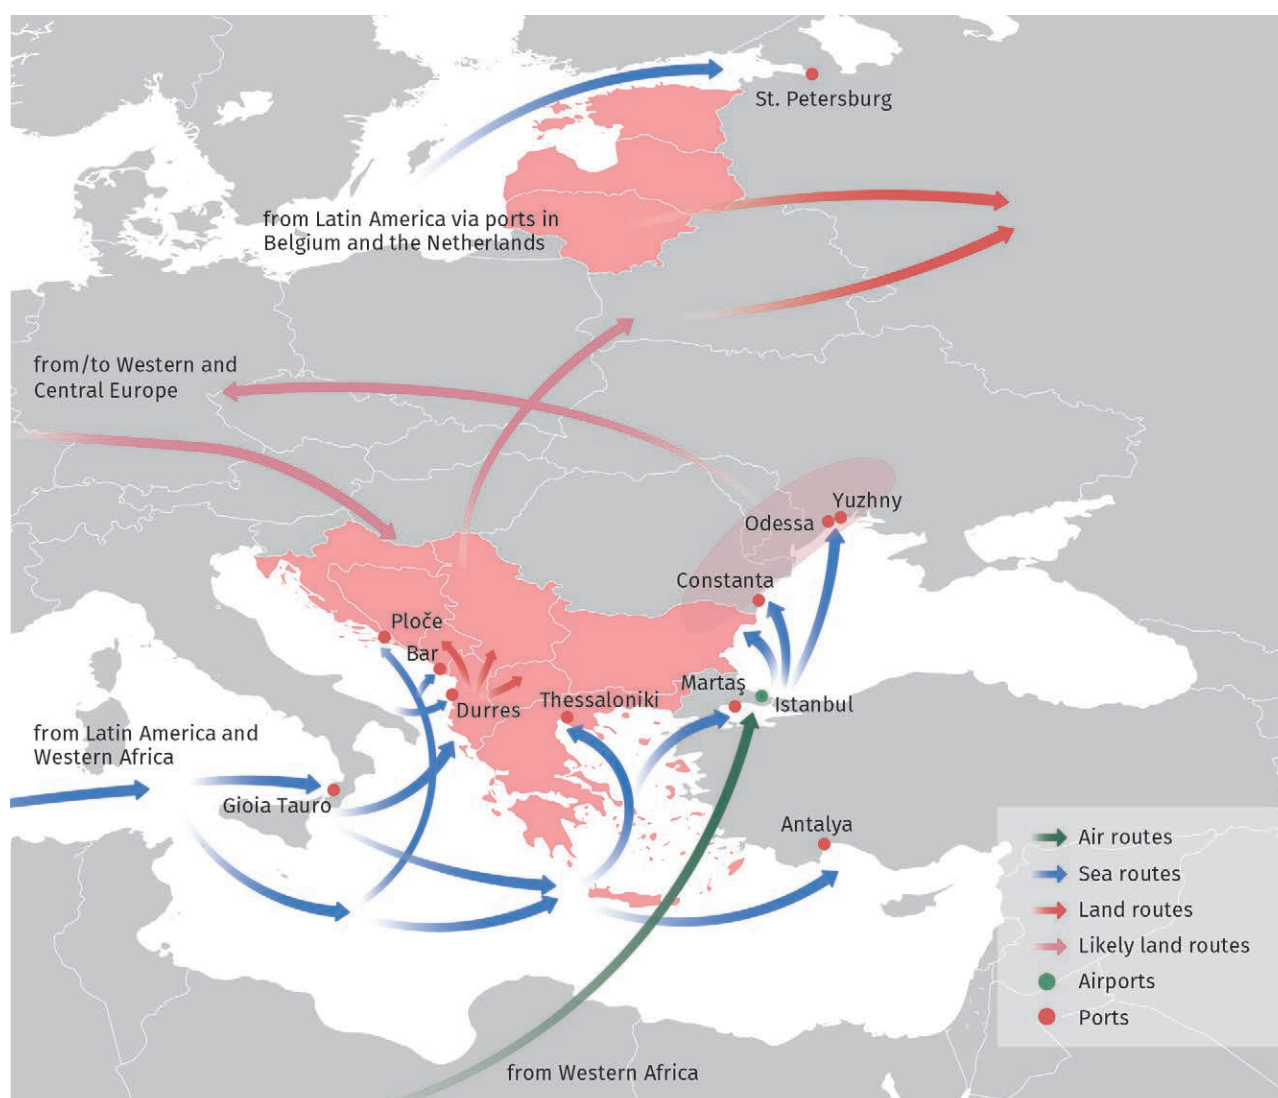 St. Petersburg
from Latin America via ports in
Belgium and the Netherlands
from/to Western and
Central Europe
Yuzhny
Odessa
Constanta
Ploče
Bar
Durres
Thessaloniki
Martaş
Istanbul
from Latin America and
Western Africa
Gioia Tauro
Antalya
from Western Africa
Air routes
Sea routes
Land routes
Likely land routes
Airports
Ports